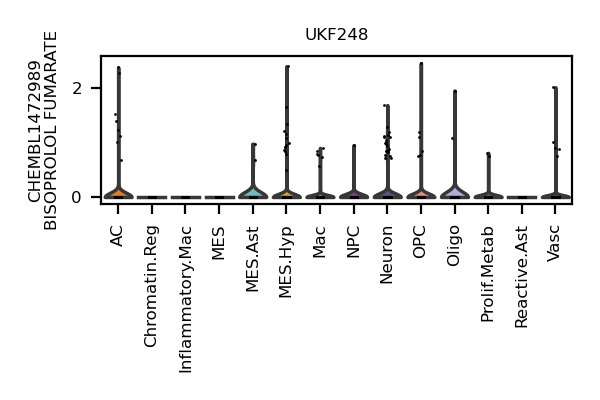 UKF248
CHEMBL1472989
BISOPROLOL FUMARATE
2
0
AC
Chromatin.Reg
Inflammatory.Mac
MES
MES.Ast
MES.Hyp
Mac
NPC
Neuron
OPC
Oligo
Prolif.Metab
Reactive.Ast
Vasc